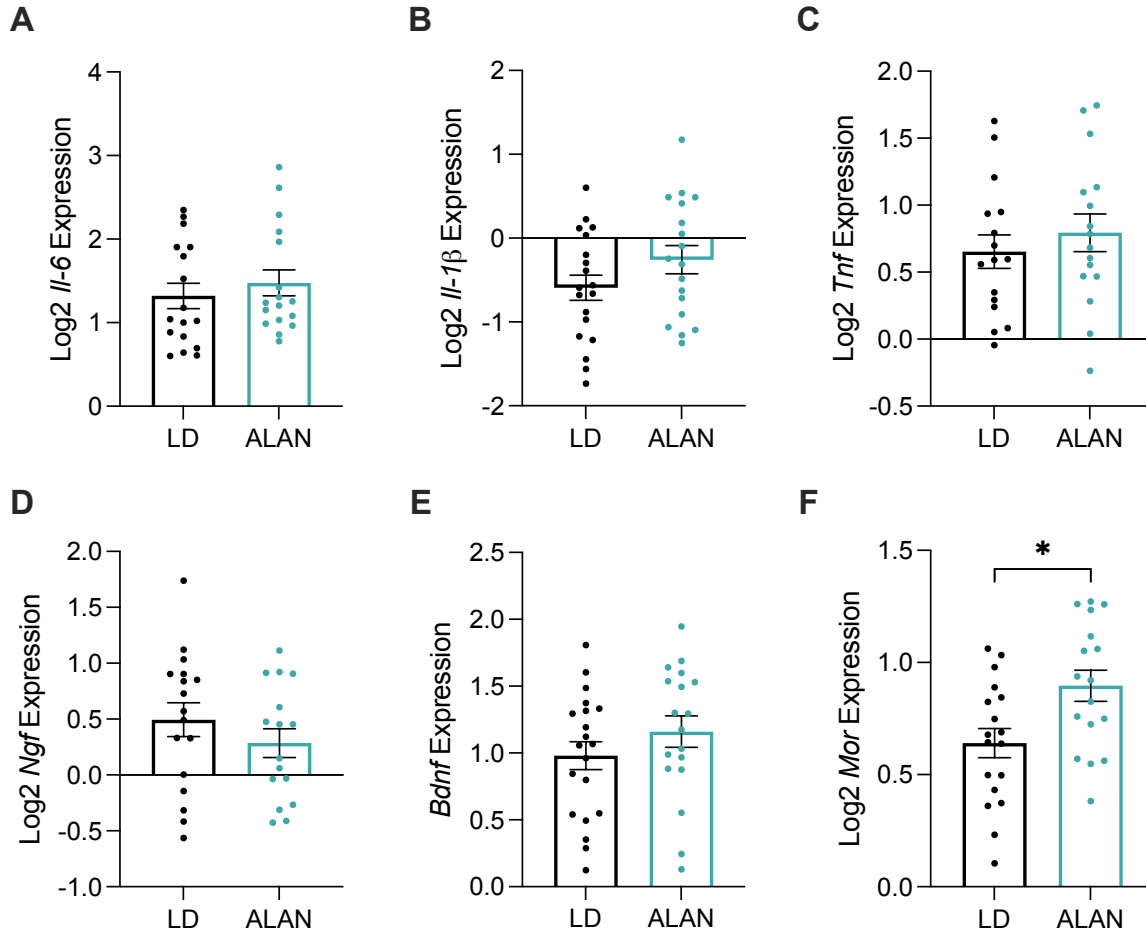 A
Log2 Il-6 Expression
4
3
2
1
0
LD
ALAN
B
Log2 Il-1β Expression
2
1
0
-1
-2
LD
ALAN
C
Log2 Tnf Expression
2.0
1.5
1.0
0.5
0.0
-0.5
LD
ALAN
D
Log2 Ngf Expression
2.0
1.5
1.0
0.5
0.0
-0.5
-1.0
LD
ALAN
E
Bdnf Expression
2.5
2.0
1.5
1.0
0.5
0.0
LD
ALAN
F
Log2 Mor Expression
1.5
1.0
0.5
0.0
*
LD
ALAN